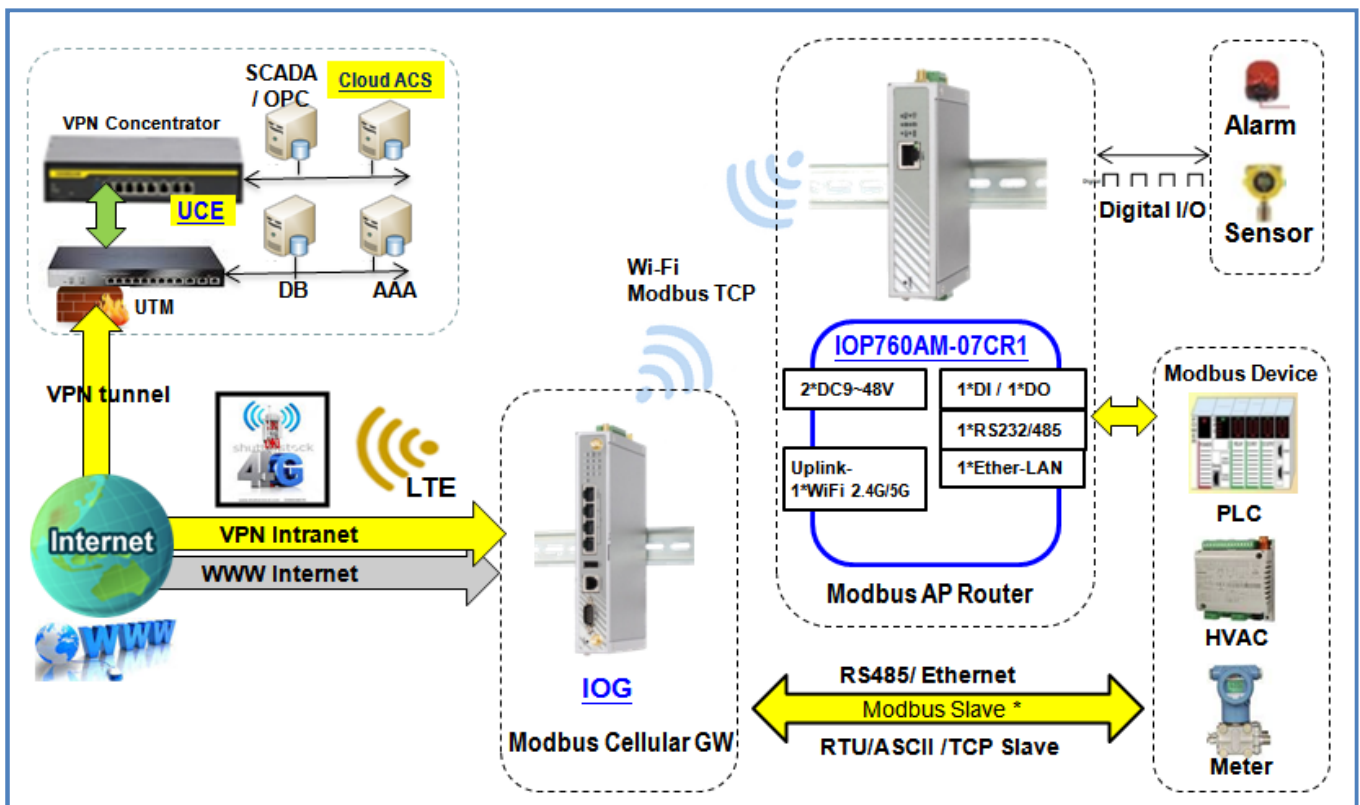 SCADA
/ OPC
Cloud ACS
VPN Concentrator
UCE
UTM
DB
AAA
VPN tunnel
4G
LTE
Internet
VPN Intranet
WWW Internet
WWW
IOG
Modbus Cellular GW
Wi-Fi
Modbus TCP
IOP760AM-07CR1
2*DC9~48V
1*DI / 1*DO
1*RS232/485
Uplink-
1*WiFi 2.4G/5G
1*Ether-LAN
Modbus AP Router
Digital I/O
Alarm
Sensor
Modbus Device
PLC
HVAC
Meter
RS485/ Ethernet
Modbus Slave *
RTU/ASCII /TCP Slave